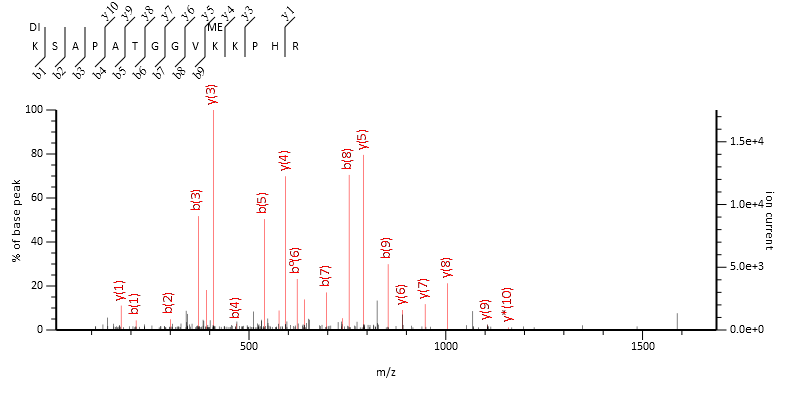 y10 y9 y8 y7 y6 y5 y4 y3 y1
DI ME
K S A P A T G G V K K P H R
b1 b2 b3 b4 b5 b6 b7 b8 b9
y(3)
y(5)
b(8)
y(4)
b(3)
b(5)
b(9)
b°(6)
y(8)
b(7)
y(1)
y(7)
y(6)
b(1)
b(2)
b(4)
y(9)
y*(10)
100
80
60
40
20
0
% of base peak
1.5e+4
1.0e+4
5.0e+3
0.0e+0
ion current
500 1000 1500
m/z